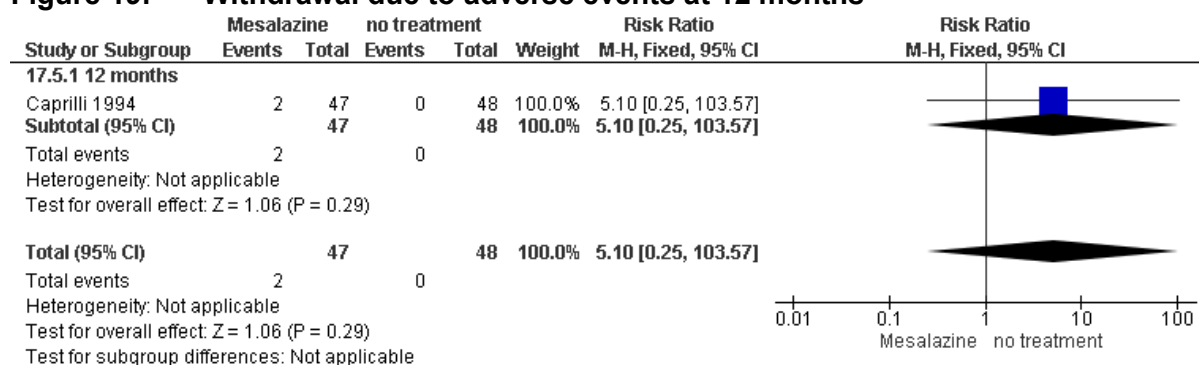 Withdrawal due to adverse events at 12 months
Mesalazine no treatment Risk Ratio Risk Ratio
Study or Subgroup Events Total Events Total Weight M-H, Fixed, 95% CI M-H, Fixed, 95% CI
17.5.1 12 months
Caprilli 1994 2 47 0 48 100.0% 5.10 [0.25, 103.57]
Subtotal (95% CI) 47 48 100.0% 5.10 [0.25, 103.57]
Total events 2 0
Heterogeneity: Not applicable
Test for overall effect: Z = 1.06 (P = 0.29)
Total (95% CI) 47 48 100.0% 5.10 [0.25, 103.57]
Total events 2 0
Heterogeneity: Not applicable
Test for overall effect: Z = 1.06 (P = 0.29)
Test for subgroup differences: Not applicable
0.01 0.1 1 10 100
Mesalazine no treatment